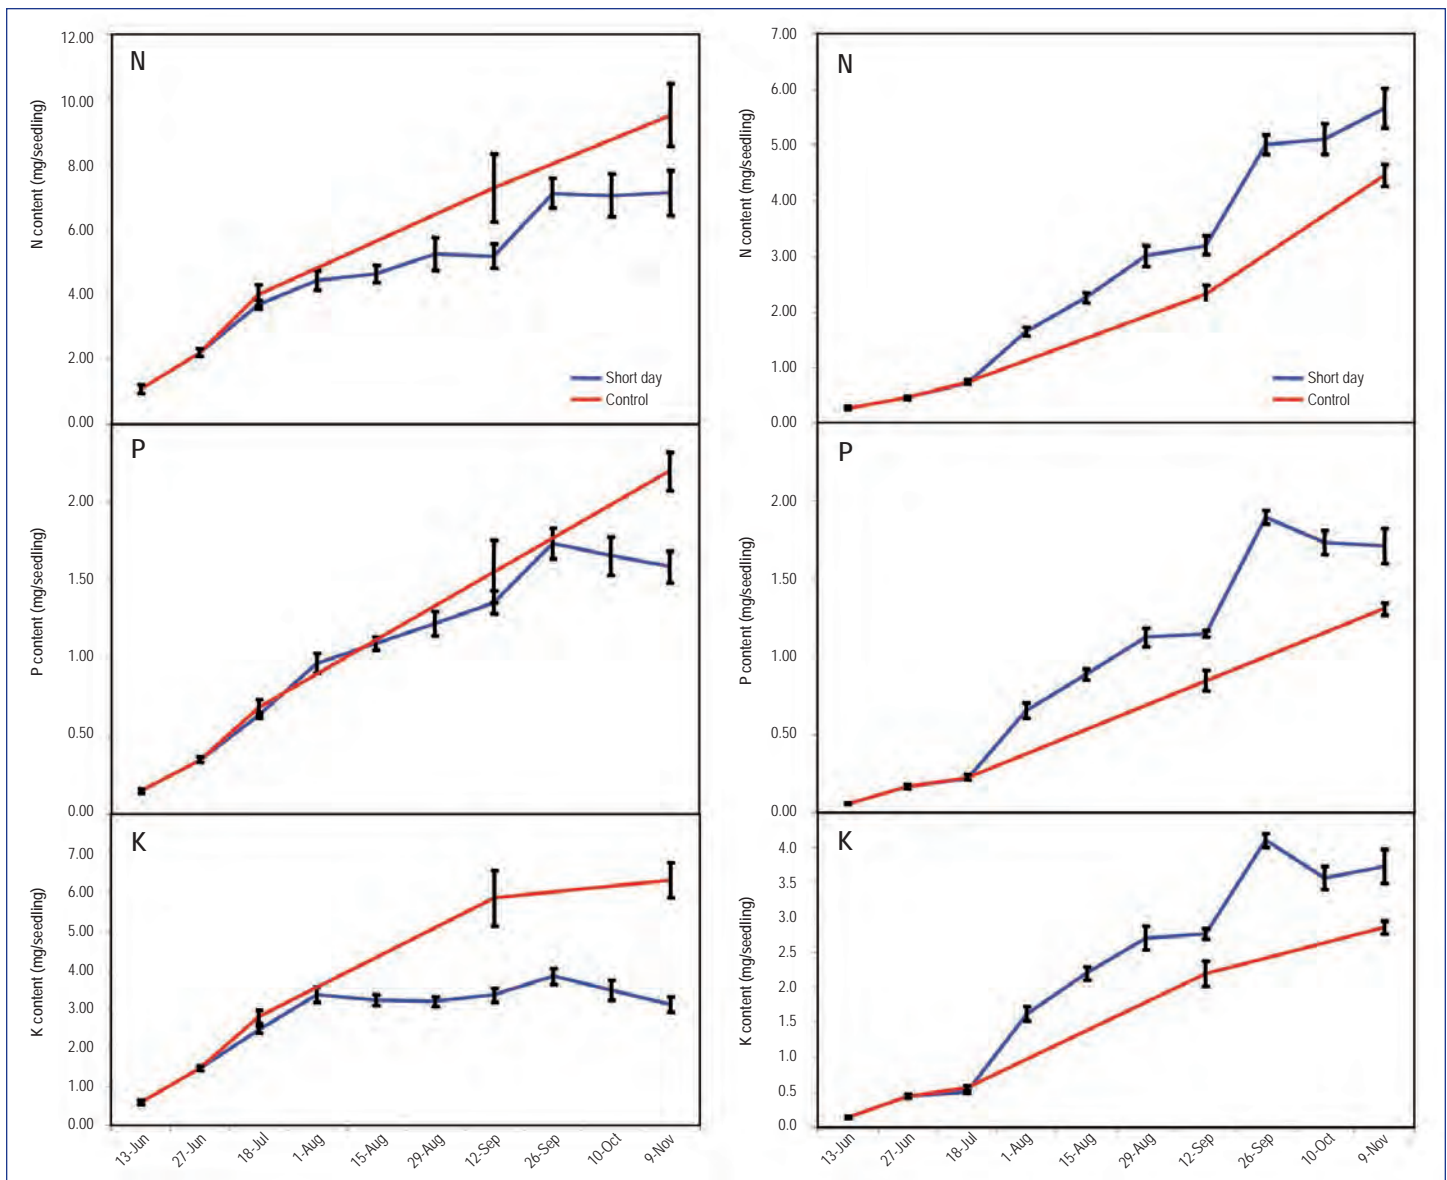 N
N content (mg/seedling)
12.00
10.00
8.00
6.00
4.00
2.00
0.00
Short day
Control
P
P content (mg/seedling)
2.00
1.50
1.00
0.50
0.00
K
K content (mg/seedling)
7.00
6.00
5.00
4.00
3.00
2.00
1.00
0.00
13-Jun
27-Jun
18-Jul
1-Aug
15-Aug
29-Aug
12-Sep
26-Sep
10-Oct
9-Nov
N
N content (mg/seedling)
7.00
6.00
5.00
4.00
3.00
2.00
1.00
0.00
Short day
Control
P
P content (mg/seedling)
2.00
1.50
1.00
0.50
0.00
K
K content (mg/seedling)
4.0
3.5
3.0
2.5
2.0
1.5
1.0
0.5
0.0
13-Jun
27-Jun
18-Jul
1-Aug
15-Aug
29-Aug
12-Sep
26-Sep
10-Oct
9-Nov